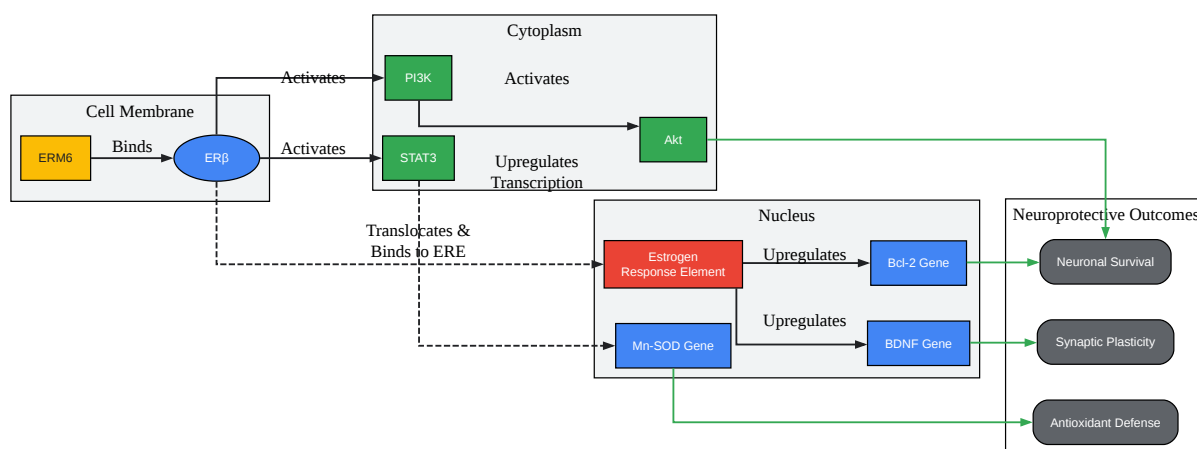 Cytoplasm
PI3K
Activates
Activates
Cell Membrane
ERM6
Binds
ERβ
Activates
STAT3
Akt
Upregulates
Transcription
Translocates &
Binds to ERE
Nucleus
Estrogen
Response Element
Upregulates
Bcl-2 Gene
Upregulates
Mn-SOD Gene
BDNF Gene
Neuroprotective Outcomes
Neuronal Survival
Synaptic Plasticity
Antioxidant Defense